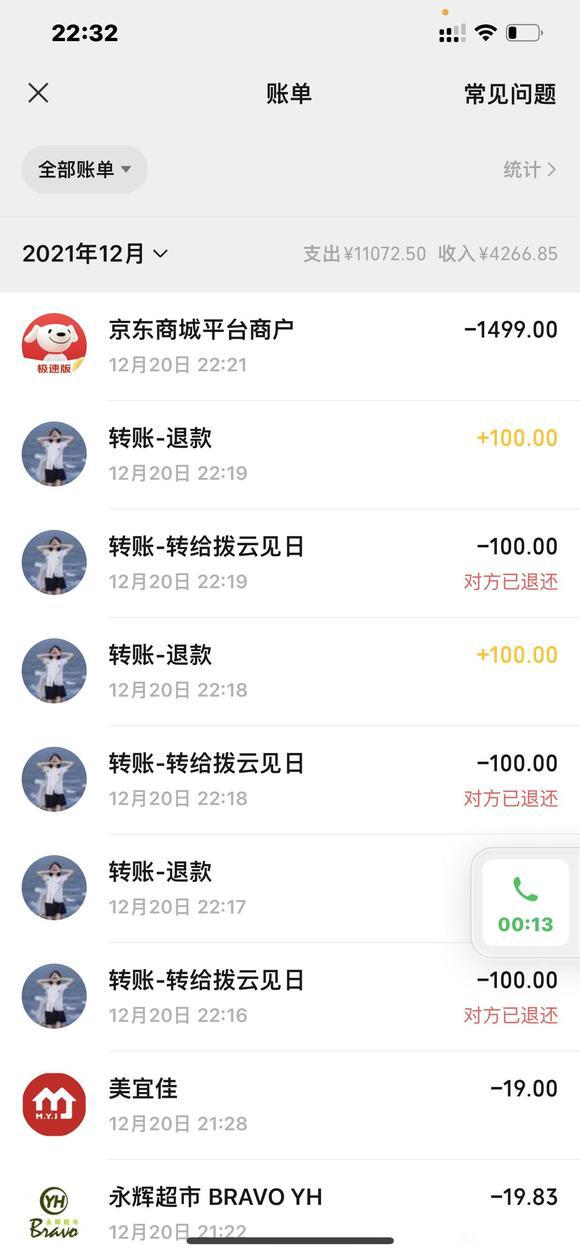 22:32
账单
常见问题
全部账单
统计
2021年12月
支出¥11072.50 收入¥4266.85
极速版
京东商城平台商户
-1499.00
12月20日 22:21
转账-退款
+100.00
12月20日 22:19
转账-转给拨云见日
-100.00
12月20日 22:19
对方已退还
转账-退款
+100.00
12月20日 22:18
转账-转给拨云见日
-100.00
12月20日 22:18
对方已退还
转账-退款
12月20日 22:17
00:13
转账-转给拨云见日
-100.00
12月20日 22:16
对方已退还
M.Y.J
美宜佳
-19.00
12月20日 21:28
YH
永辉超市
Bravo
永辉超市 BRAVO YH
-19.83
12月20日 21:22